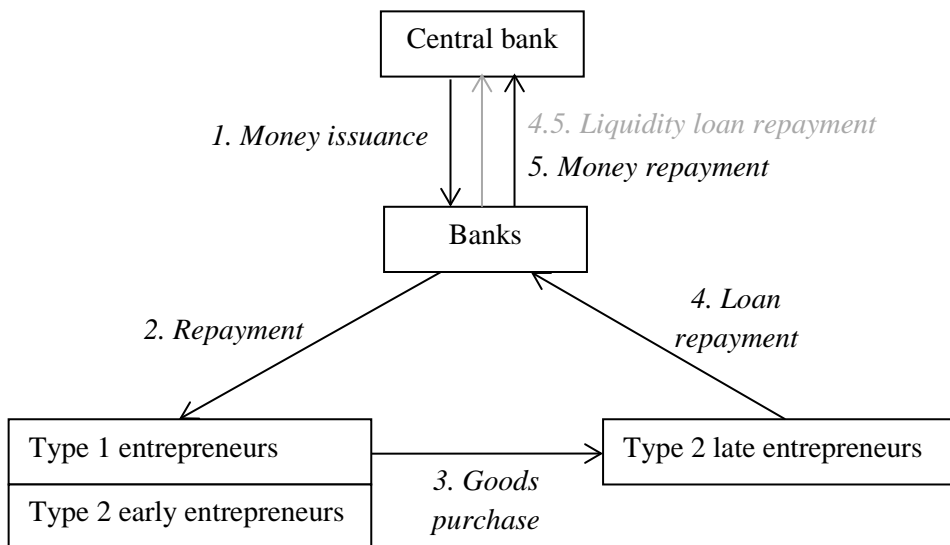 Central bank
1. Money issuance
4.5. Liquidity loan repayment
5. Money repayment
Banks
2. Repayment
4. Loan
repayment
Type 1 entrepreneurs
Type 2 late entrepreneurs
3. Goods
purchase
Type 2 early entrepreneurs